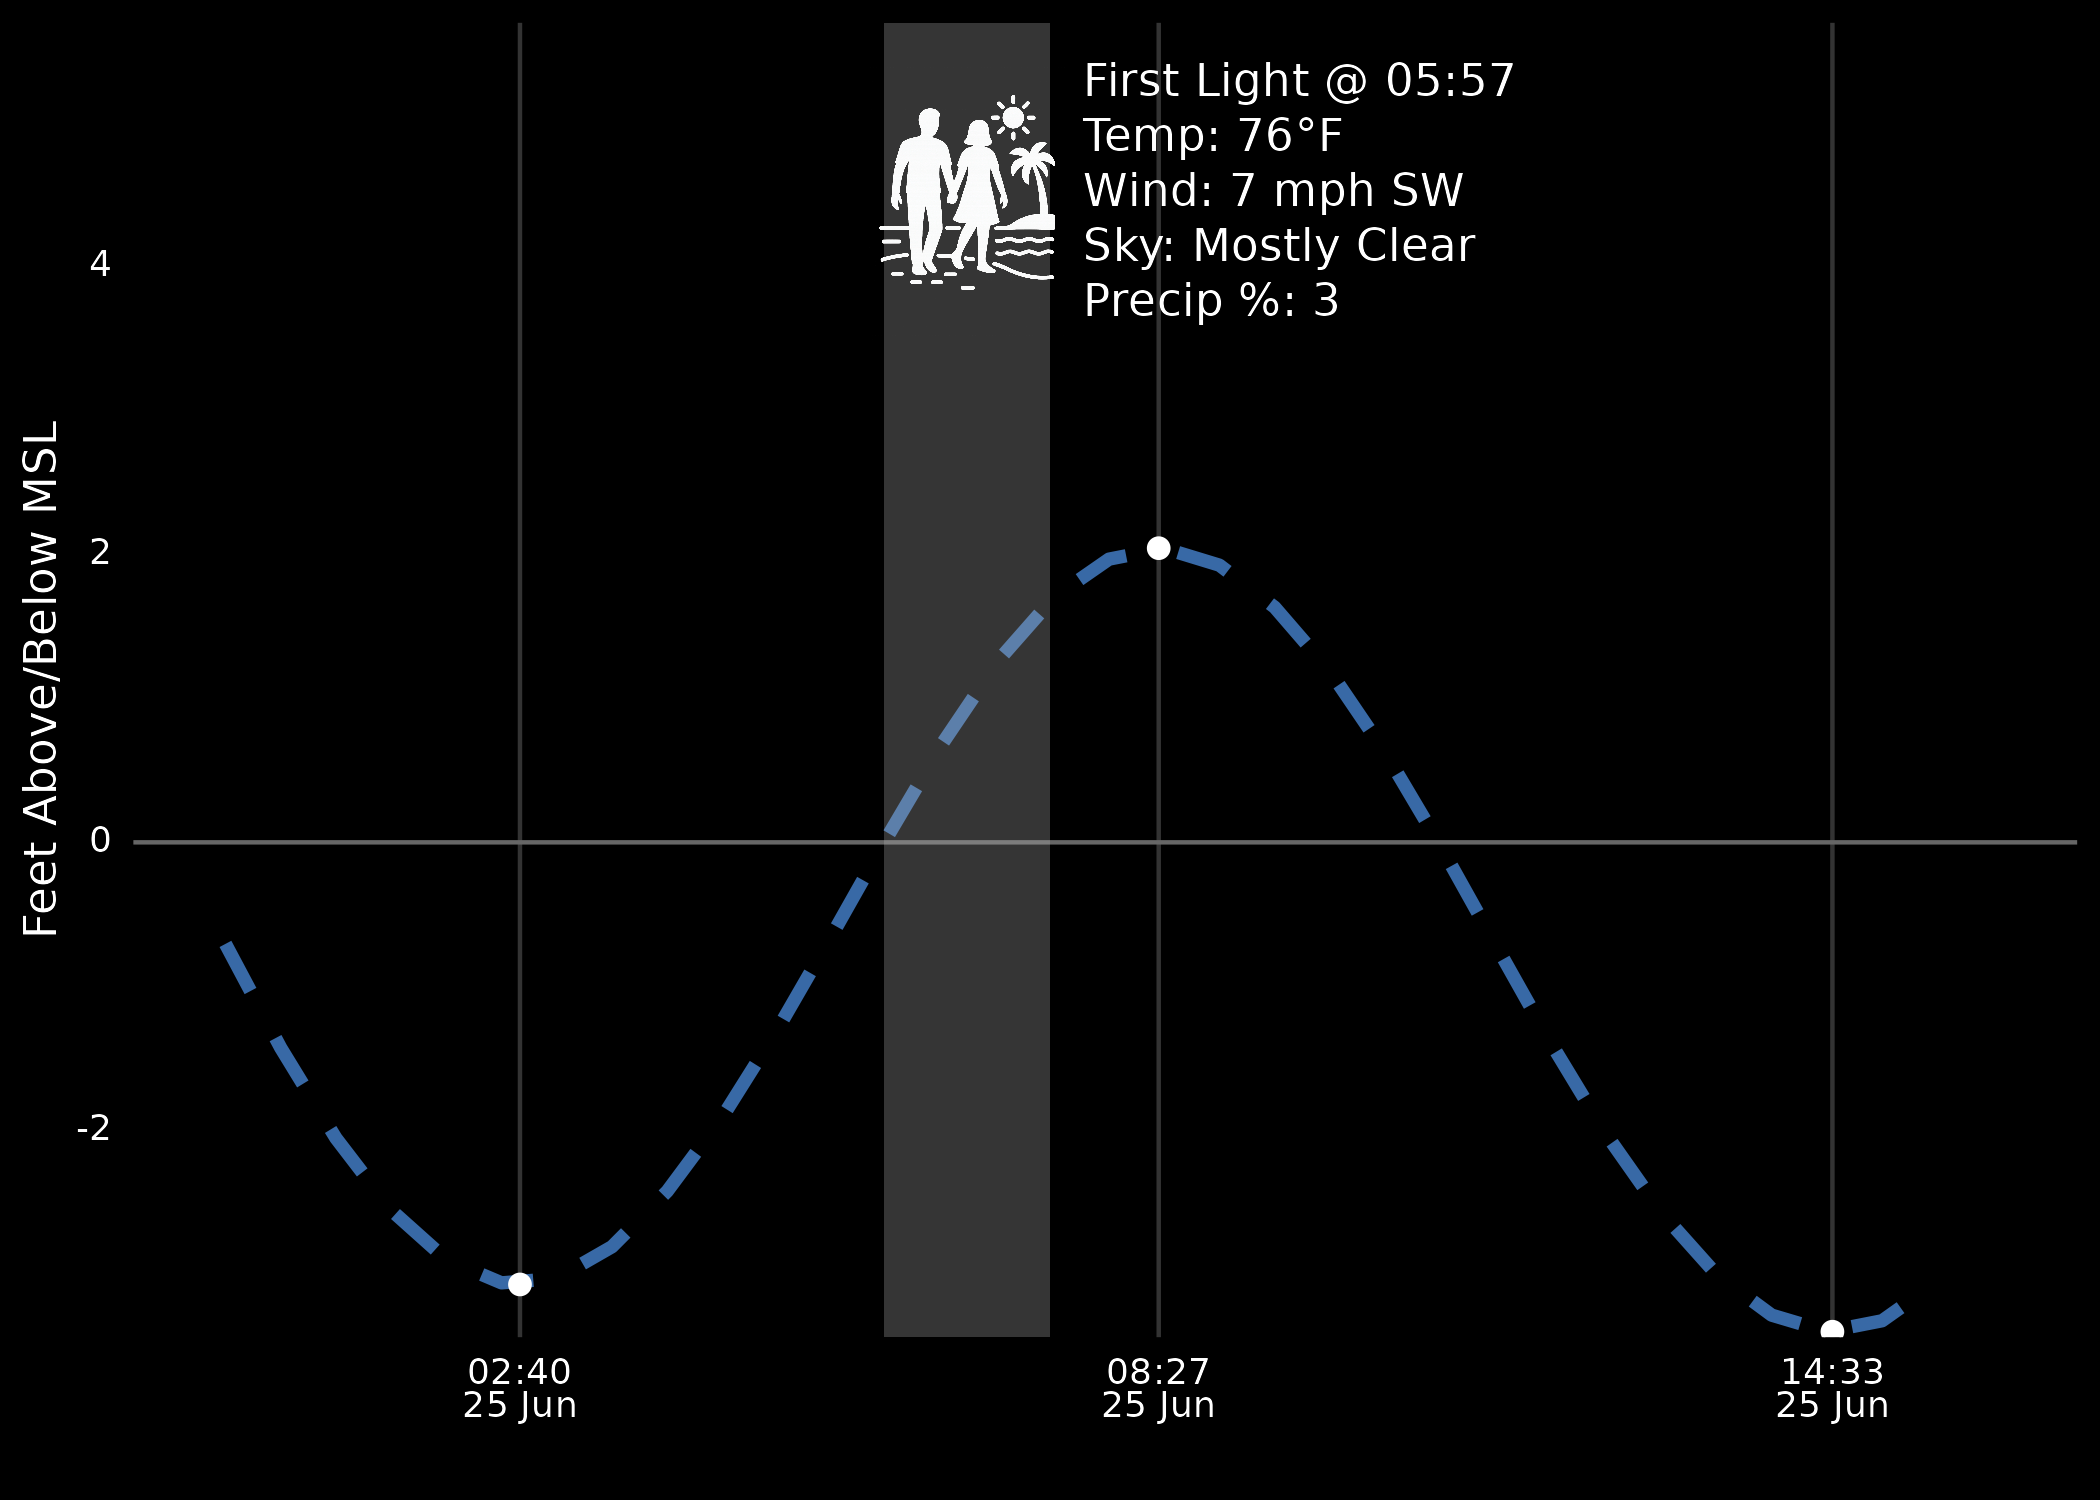 First Light @ 05:57
Temp: 76°F
Wind: 7 mph SW
Sky: Mostly Clear
Precip %: 3
Feet Above/Below MSL
4
2
0
-2
02:40
25 Jun
08:27
25 Jun
14:33
25 Jun